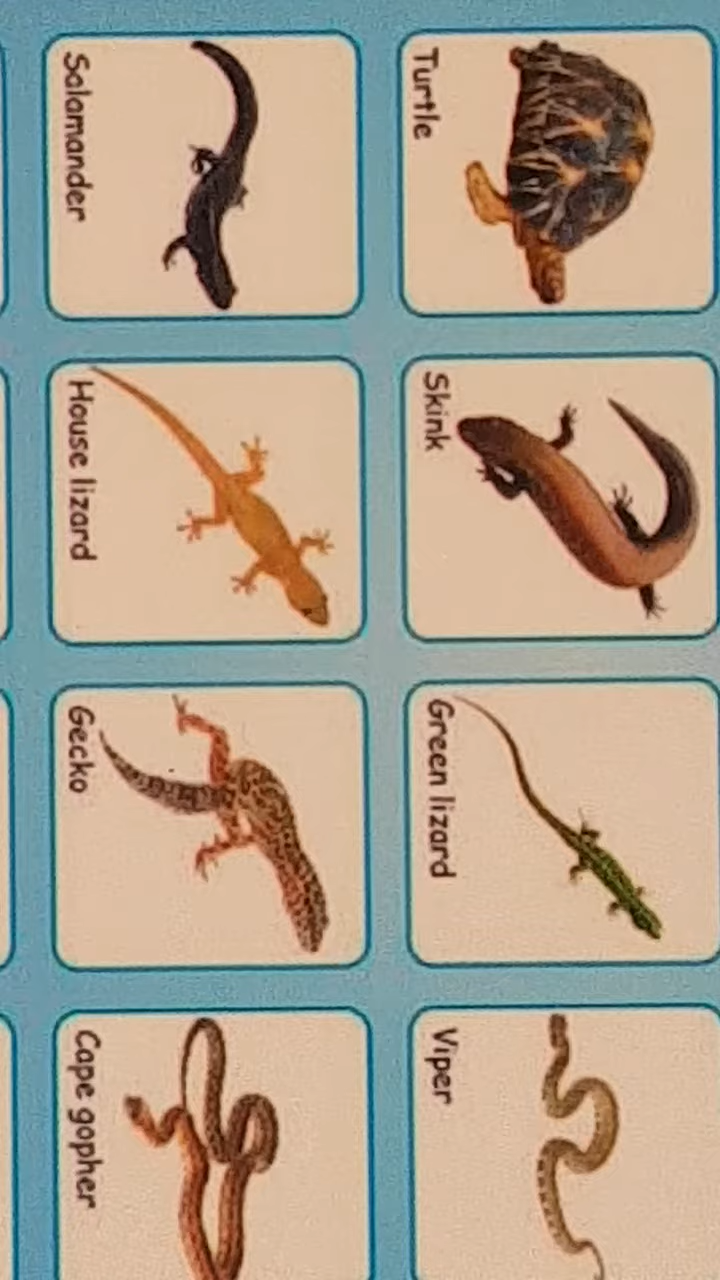 Turtle
Skink
Green lizard
Viper
Salamander
House lizard
Gecko
Cape gopher